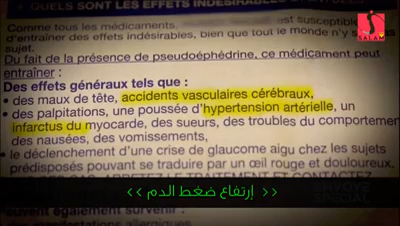 QUELS SONT LES EFFETS
SALAM
Comme tous les médicaments, est susceptible
d'entraîner des effets indésirables, bien que tout le monde n'y
sujet.
Du fait de la présence de pseudoéphédrine, ce médicament peut
entraîner :
Des effets généraux tels que :
• des maux de tête, accidents vasculaires cérébraux,
• des palpitations, une poussée d'hypertension artérielle, un
infarctus du myocarde, des sueurs, des troubles du comportement
des nausées, des vomissements,
• le déclenchement d'une crise de glaucome aigu chez les sujets
prédisposés pouvant se traduire par un œil rouge et douloureux.
<< إرتفاع ضغط الدم >>
également survenir :